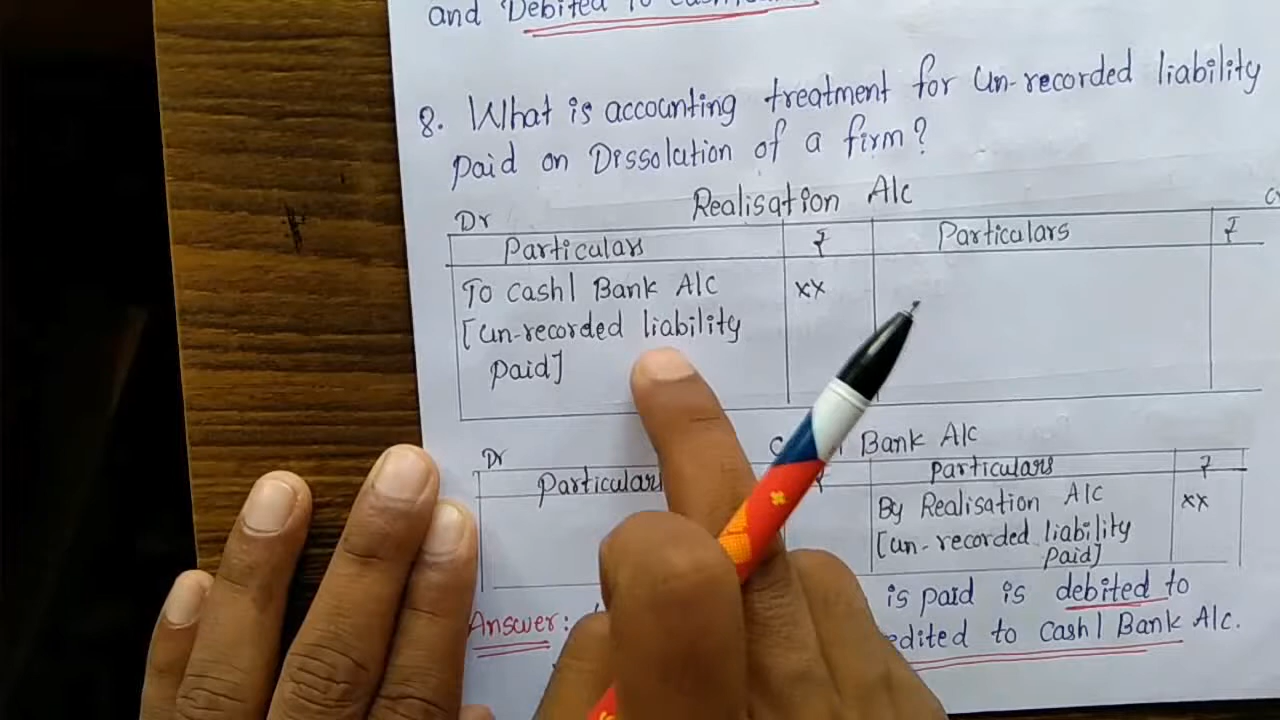 and Debited to
8. What is accounting treatment for un-recorded liability
paid on Dissolution of a firm?
Realisation A/c
Dr
Particulars ₹ Particulars ₹
To cash/ Bank A/c xx
[un-recorded liability
paid]
Bank A/c
Dr
Particulars Particulars ₹
By Realisation A/c xx
[un-recorded liability
paid]
is paid is debited to
Answer:
to cash/ Bank A/c.